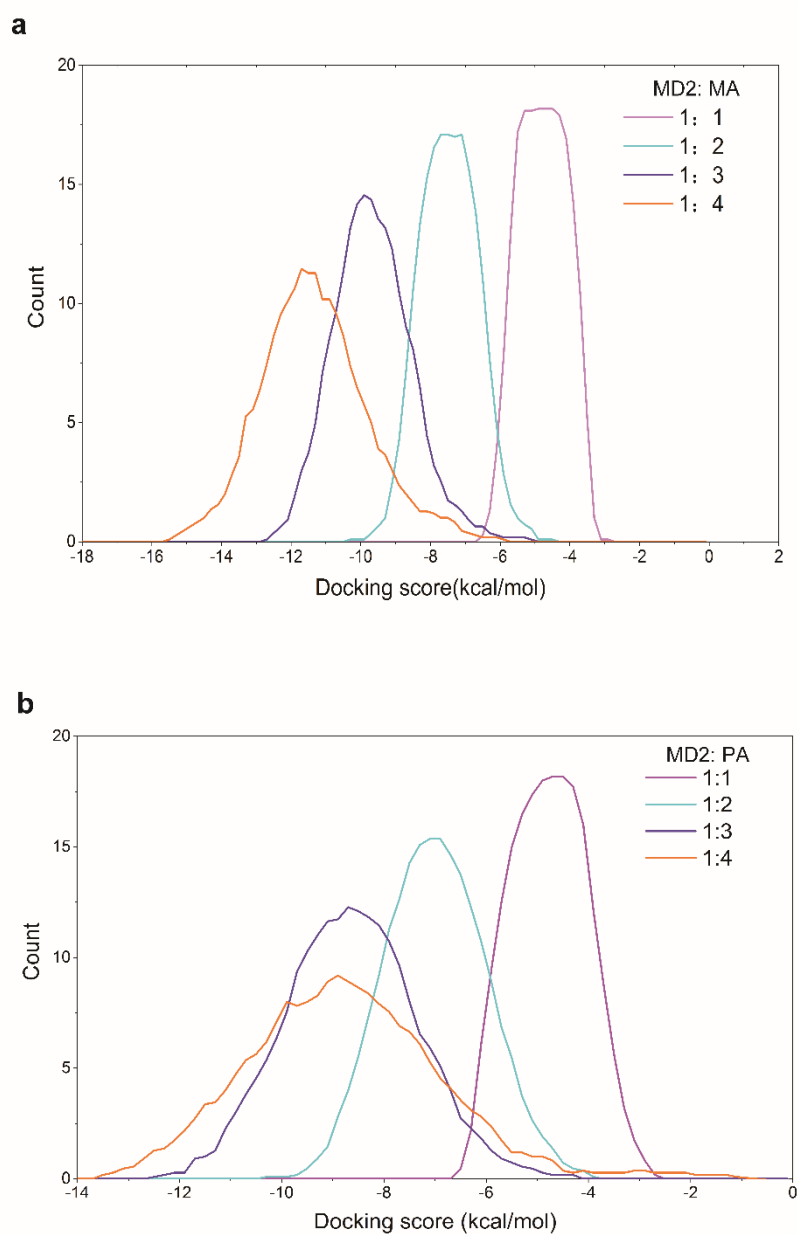 a
20
15
10
5
0
Count
-18 -16 -14 -12 -10 -8 -6 -4 -2 0 2
Docking score(kcal/mol)
MD2: MA
1：1
1：2
1：3
1：4
b
20
15
10
5
0
Count
-14 -12 -10 -8 -6 -4 -2 0
Docking score (kcal/mol)
MD2: PA
1:1
1:2
1:3
1:4